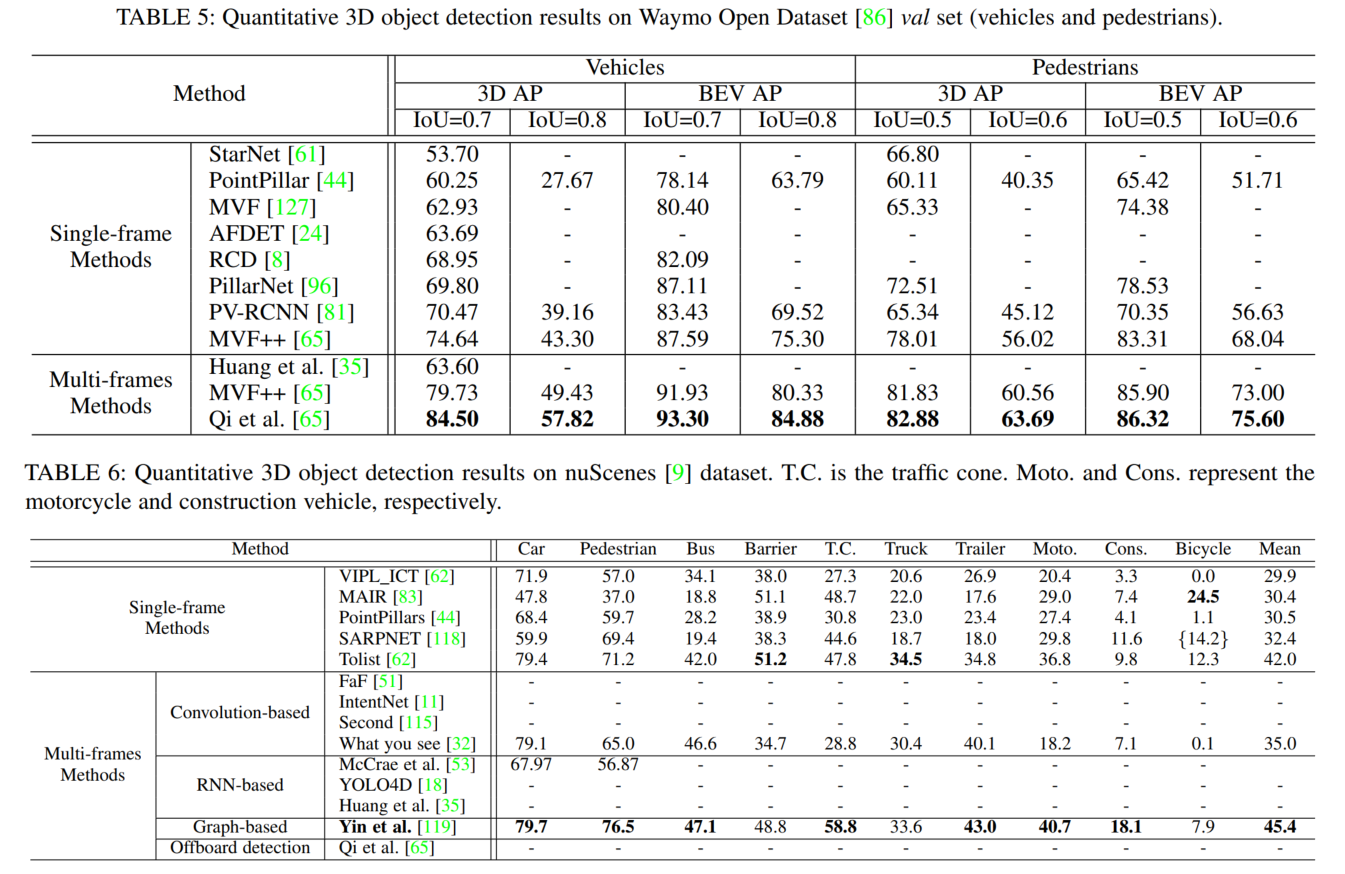 TABLE 5: Quantitative 3D object detection results on Waymo Open Dataset [86] val set (vehicles and pedestrians).
Method Vehicles Pedestrians
3D AP BEV AP 3D AP BEV AP
IoU=0.7 IoU=0.8 IoU=0.7 IoU=0.8 IoU=0.5 IoU=0.6 IoU=0.5 IoU=0.6
Single-frame Methods
StarNet [61] 53.70 - - - 66.80 - - -
PointPillar [44] 60.25 27.67 78.14 63.79 60.11 40.35 65.42 51.71
MVF [127] 62.93 - 80.40 - 65.33 - 74.38 -
AFDET [24] 63.69 - - - - - - -
RCD [8] 68.95 - 82.09 - - - - -
PillarNet [96] 69.80 - 87.11 - 72.51 - 78.53 -
PV-RCNN [81] 70.47 39.16 83.43 69.52 65.34 45.12 70.35 56.63
MVF++ [65] 74.64 43.30 87.59 75.30 78.01 56.02 83.31 68.04
Multi-frames Methods
Huang et al. [35] 63.60 - - - - - - -
MVF++ [65] 79.73 49.43 91.93 80.33 81.83 60.56 85.90 73.00
Qi et al. [65] 84.50 57.82 93.30 84.88 82.88 63.69 86.32 75.60
TABLE 6: Quantitative 3D object detection results on nuScenes [9] dataset. T.C. is the traffic cone. Moto. and Cons. represent the
motorcycle and construction vehicle, respectively.
Method Car Pedestrian Bus Barrier T.C. Truck Trailer Moto. Cons. Bicycle Mean
Single-frame Methods
VIPL_ICT [62] 71.9 57.0 34.1 38.0 27.3 20.6 26.9 20.4 3.3 0.0 29.9
MAIR [83] 47.8 37.0 18.8 51.1 48.7 22.0 17.6 29.0 7.4 24.5 30.4
PointPillars [44] 68.4 59.7 28.2 38.9 30.8 23.0 23.4 27.4 4.1 1.1 30.5
SARPNET [118] 59.9 69.4 19.4 38.3 44.6 18.7 18.0 29.8 11.6 {14.2} 32.4
Tolist [62] 79.4 71.2 42.0 51.2 47.8 34.5 34.8 36.8 9.8 12.3 42.0
Multi-frames Methods
Convolution-based
FaF [51] - - - - - - - - - - -
IntentNet [11] - - - - - - - - - - -
Second [115] - - - - - - - - - - -
What you see [32] 79.1 65.0 46.6 34.7 28.8 30.4 40.1 18.2 7.1 0.1 35.0
RNN-based
McCrae et al. [53] 67.97 56.87 - - - - - - - - -
YOLO4D [18] - - - - - - - - - - -
Huang et al. [35] - - - - - - - - - - -
Graph-based Yin et al. [119] 79.7 76.5 47.1 48.8 58.8 33.6 43.0 40.7 18.1 7.9 45.4
Offboard detection Qi et al. [65] - - - - - - - - - - -